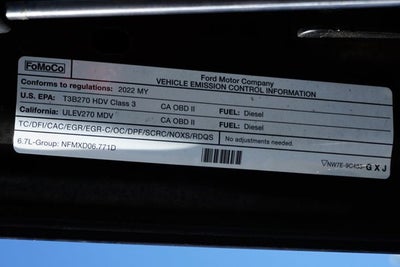 FoMoCo
Ford Motor Company
VEHICLE EMISSION CONTROL INFORMATION
Conforms to regulations: 2022 MY
U.S. EPA: T3B270 HDV Class 3 CA OBD II FUEL: Diesel
California: ULEV270 MDV CA OBD II FUEL: Diesel
TC/DFI/CAC/EGR/EGR-C/OC/DPF/SCRC/NOXS/RDQS No adjustments needed.
6.7L-Group: NFMXD06.771D
GXJ